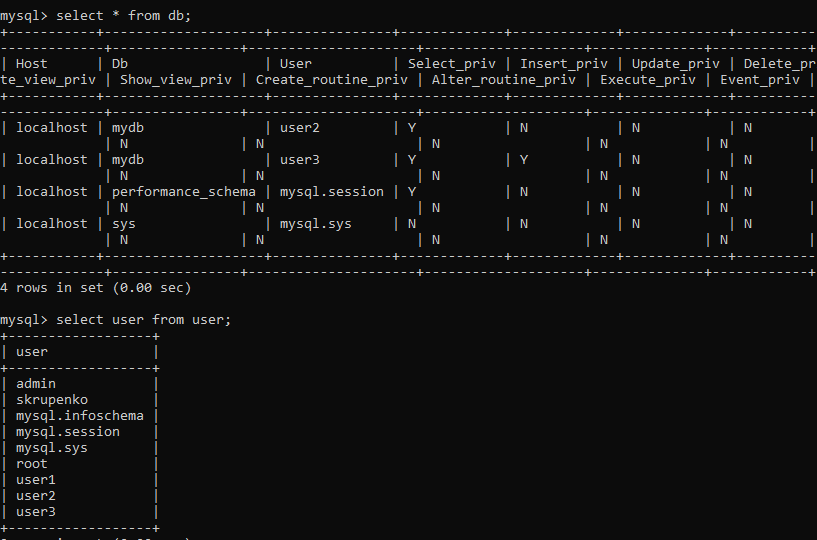 mysql> select * from db;
+-----------+--------------------+---------------+-------------+-------------+-------------+----------
----------------+----------------+---------------------+--------------------+--------------+------------+
| Host      | Db                 | User          | Select_priv | Insert_priv | Update_priv | Delete_pr
te_view_priv | Show_view_priv | Create_routine_priv | Alter_routine_priv | Execute_priv | Event_priv |
+-----------+--------------------+---------------+-------------+-------------+-------------+----------
-------------+----------------+---------------------+--------------------+--------------+------------+
| localhost | mydb               | user2         | Y           | N           | N           | N
             | N              | N                   | N                  | N            | N          |
| localhost | mydb               | user3         | Y           | Y           | N           | N
             | N              | N                   | N                  | N            | N          |
| localhost | performance_schema | mysql.session | Y           | N           | N           | N
             | N              | N                   | N                  | N            | N          |
| localhost | sys                | mysql.sys     | N           | N           | N           | N
             | N              | N                   | N                  | N            | N          |
+-----------+--------------------+---------------+-------------+-------------+-------------+----------
-------------+----------------+---------------------+--------------------+--------------+------------+
4 rows in set (0.00 sec)
mysql> select user from user;
+------------------+
| user             |
+------------------+
| admin            |
| skrupenko        |
| mysql.infoschema |
| mysql.session    |
| mysql.sys        |
| root             |
| user1            |
| user2            |
| user3            |
+------------------+